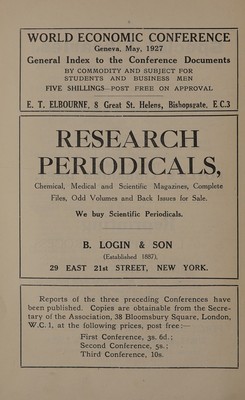 WORLD ECONOMIC CONFERENCE
Geneva, May, 1927
General Index to the Conference Documents
BY COMMODITY AND SUBJECT FOR
STUDENTS AND BUSINESS MEN
FIVE SHILLINGS—POST FREE ON APPROVAL
E. T. ELBOURNE, 8 Great St. Helens, Bishopsgate, E C.3
RESEARCH
PERIODICALS,
Chemical, Medical and Scientific Magazines, Complete
Files, Odd Volumes and Back Issues for Sale.
We buy Scientific Periodicals.
B. LOGIN & SON
(Established 1887),
29 EAST 21st STREET, NEW YORK.
Reports of the three preceding Conferences have
been published. Copies are obtainable from the Secre-
tary of the Association, 38 Bloomsbury Square, London,
W.C. 1, at the following prices, post free:—
First Conference, 3s. 6d.;
Second Conference, 5s.;
Third Conference, 10s.